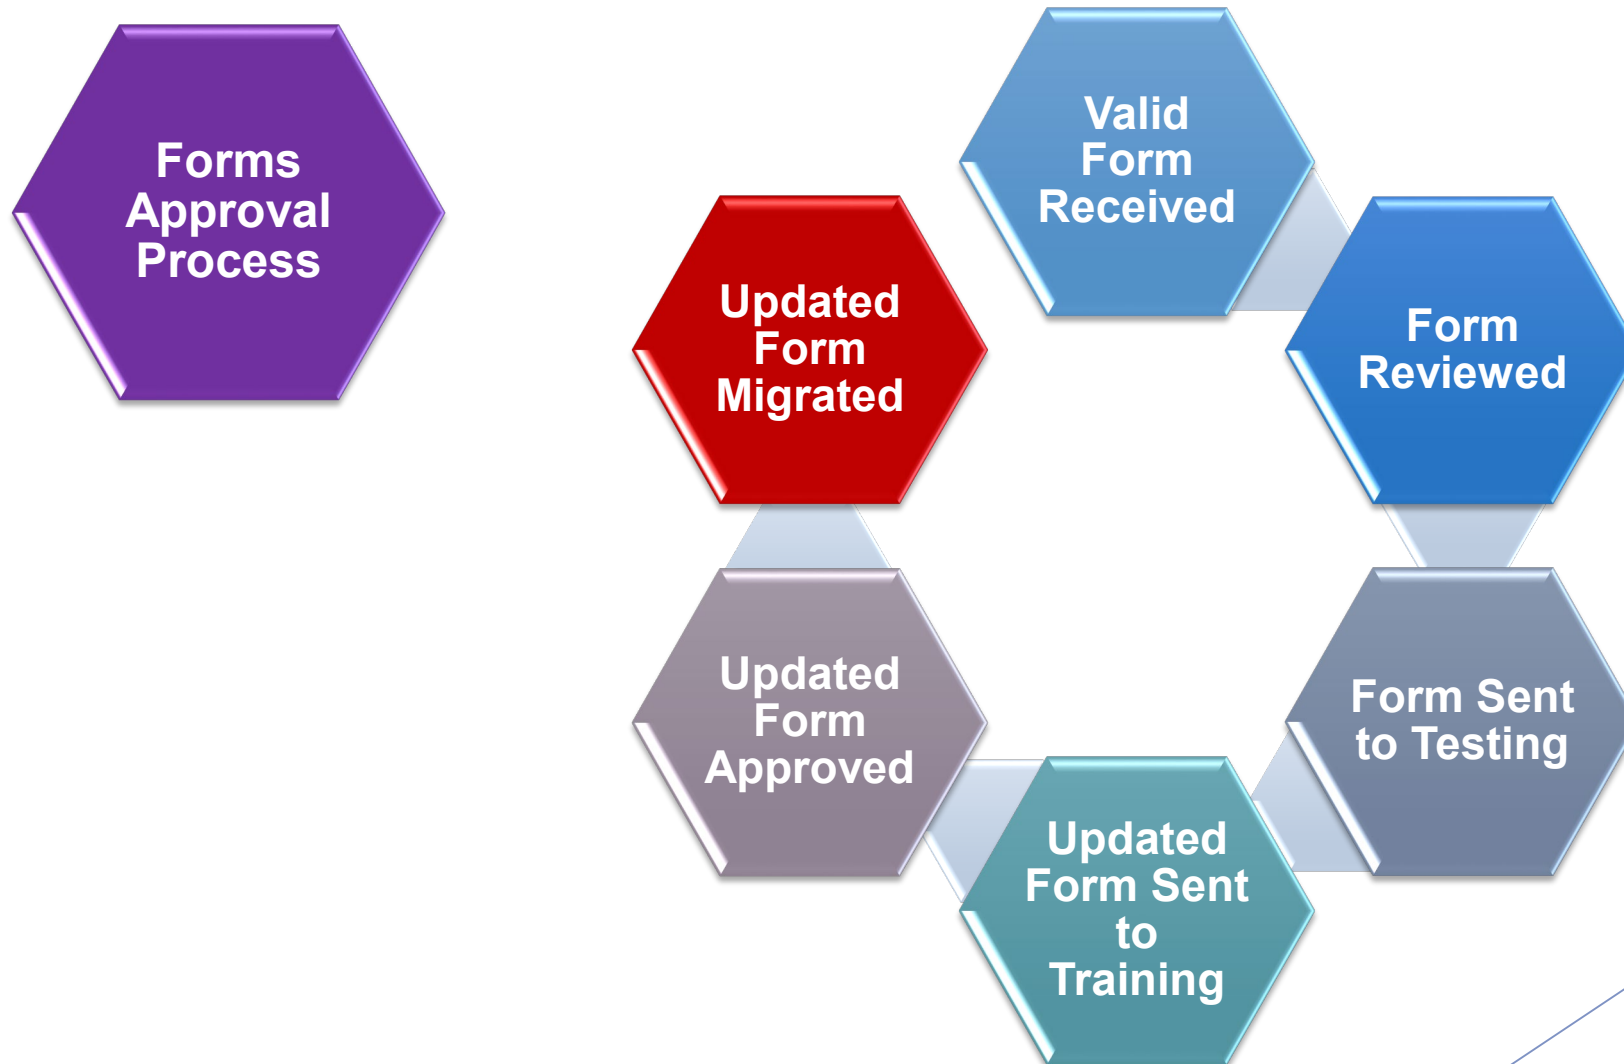 Forms
Approval
Process
Valid
Form
Received
Form
Reviewed
Form Sent
to Testing
Updated
Form Sent
to
Training
Updated
Form
Approved
Updated
Form
Migrated